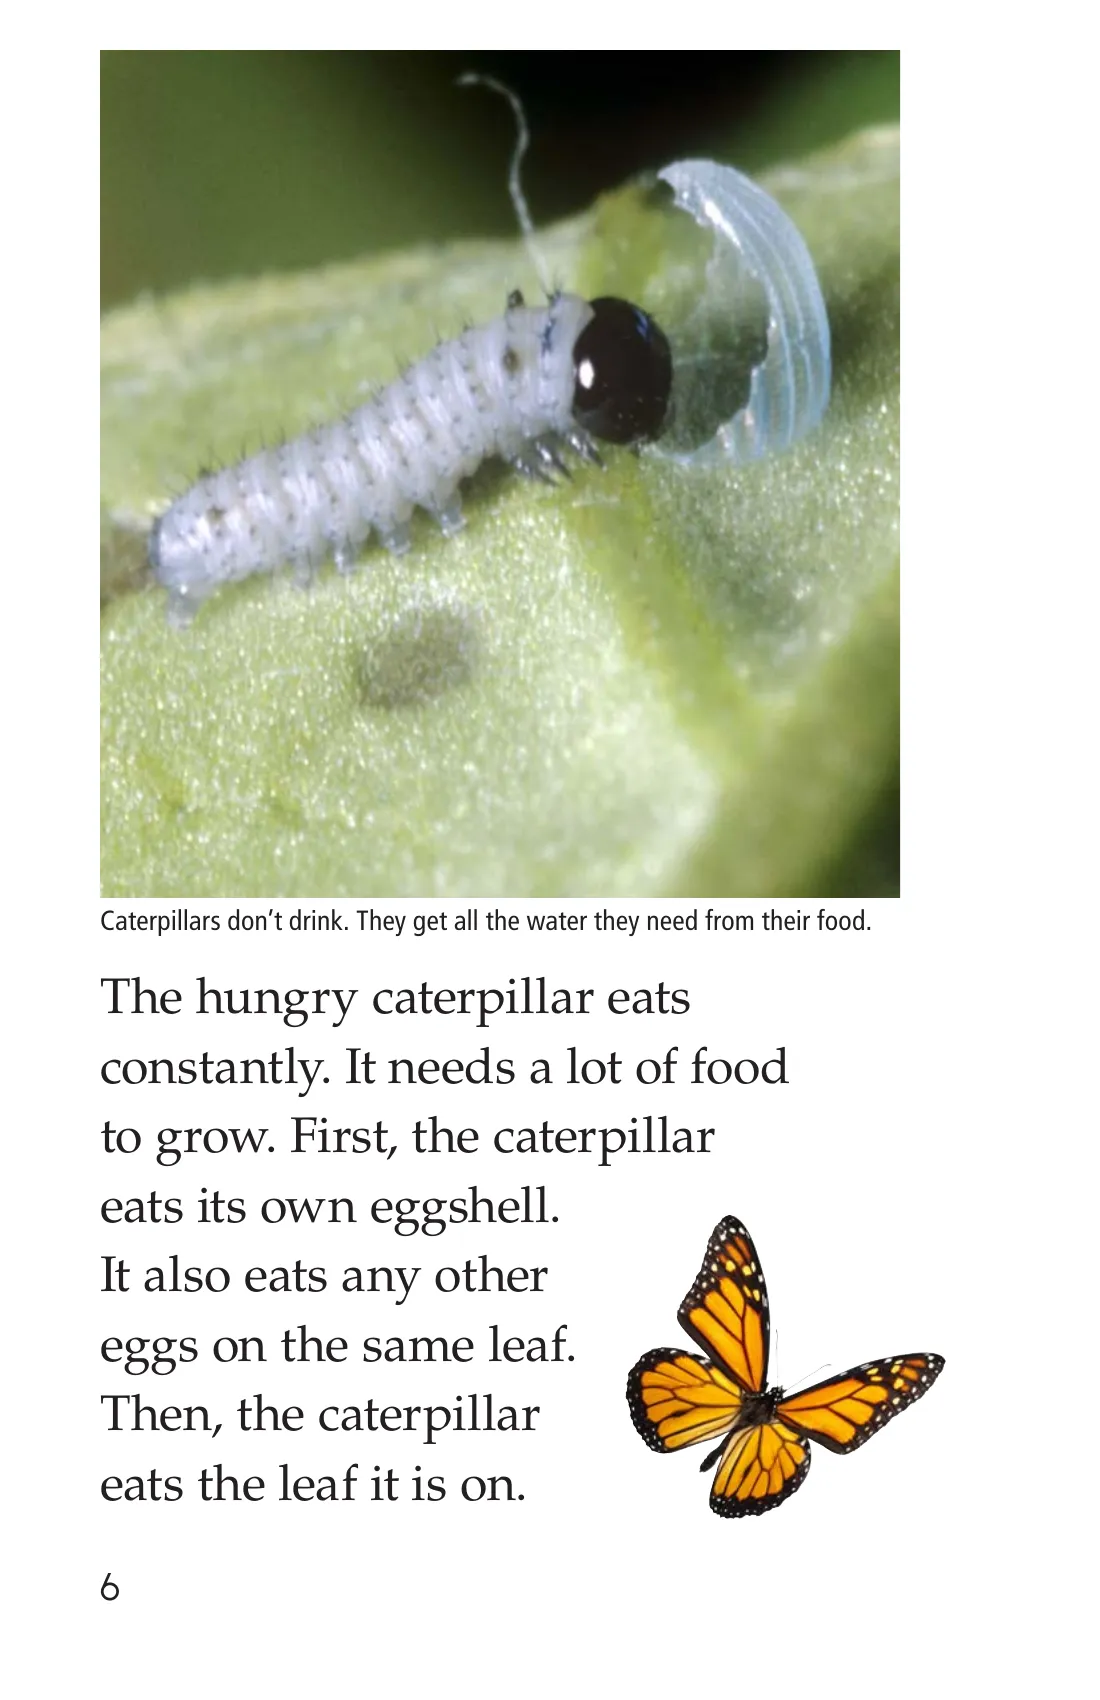 Caterpillars don’t drink. They get all the water they need from their food.
The hungry caterpillar eats
constantly. It needs a lot of food
to grow. First, the caterpillar
eats its own eggshell.
It also eats any other
eggs on the same leaf.
Then, the caterpillar
eats the leaf it is on.
6